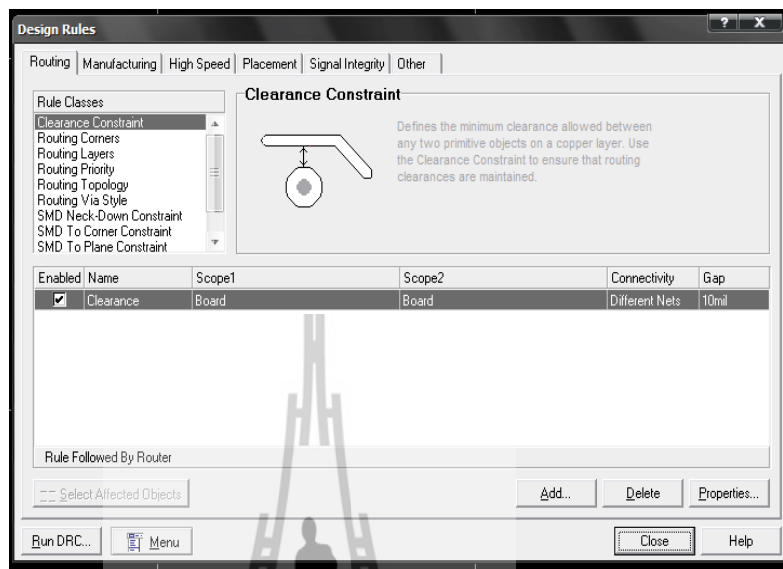 Design Rules
? X
Routing Manufacturing High Speed Placement Signal Integrity Other
Rule Classes
Clearance Constraint
Routing Corners
Routing Layers
Routing Priority
Routing Topology
Routing Via Style
SMD Neck-Down Constraint
SMD To Corner Constraint
SMD To Plane Constraint
Clearance Constraint
Defines the minimum clearance allowed between
any two primitive objects on a copper layer. Use
the Clearance Constraint to ensure that routing
clearances are maintained.
Enabled Name Scope1 Scope2 Connectivity Gap
Clearance Board Board Different Nets 10mil
Rule Followed By Router
Select Affected Objects Add... Delete Properties...
Run DRC... Menu Close Help